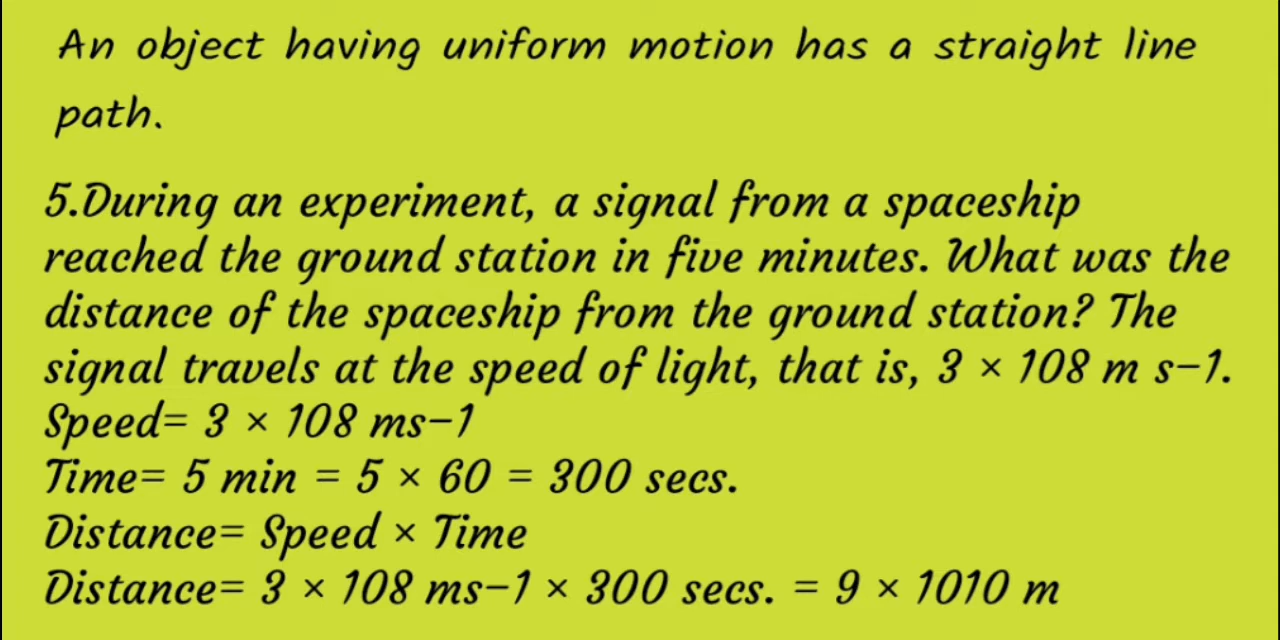 An object having uniform motion has a straight line
path.
5.During an experiment, a signal from a spaceship
reached the ground station in five minutes. What was the
distance of the spaceship from the ground station? The
signal travels at the speed of light, that is, 3 × 108 m s−1.
Speed= 3 × 108 ms−1
Time= 5 min = 5 × 60 = 300 secs.
Distance= Speed × Time
Distance= 3 × 108 ms−1 × 300 secs. = 9 × 1010 m